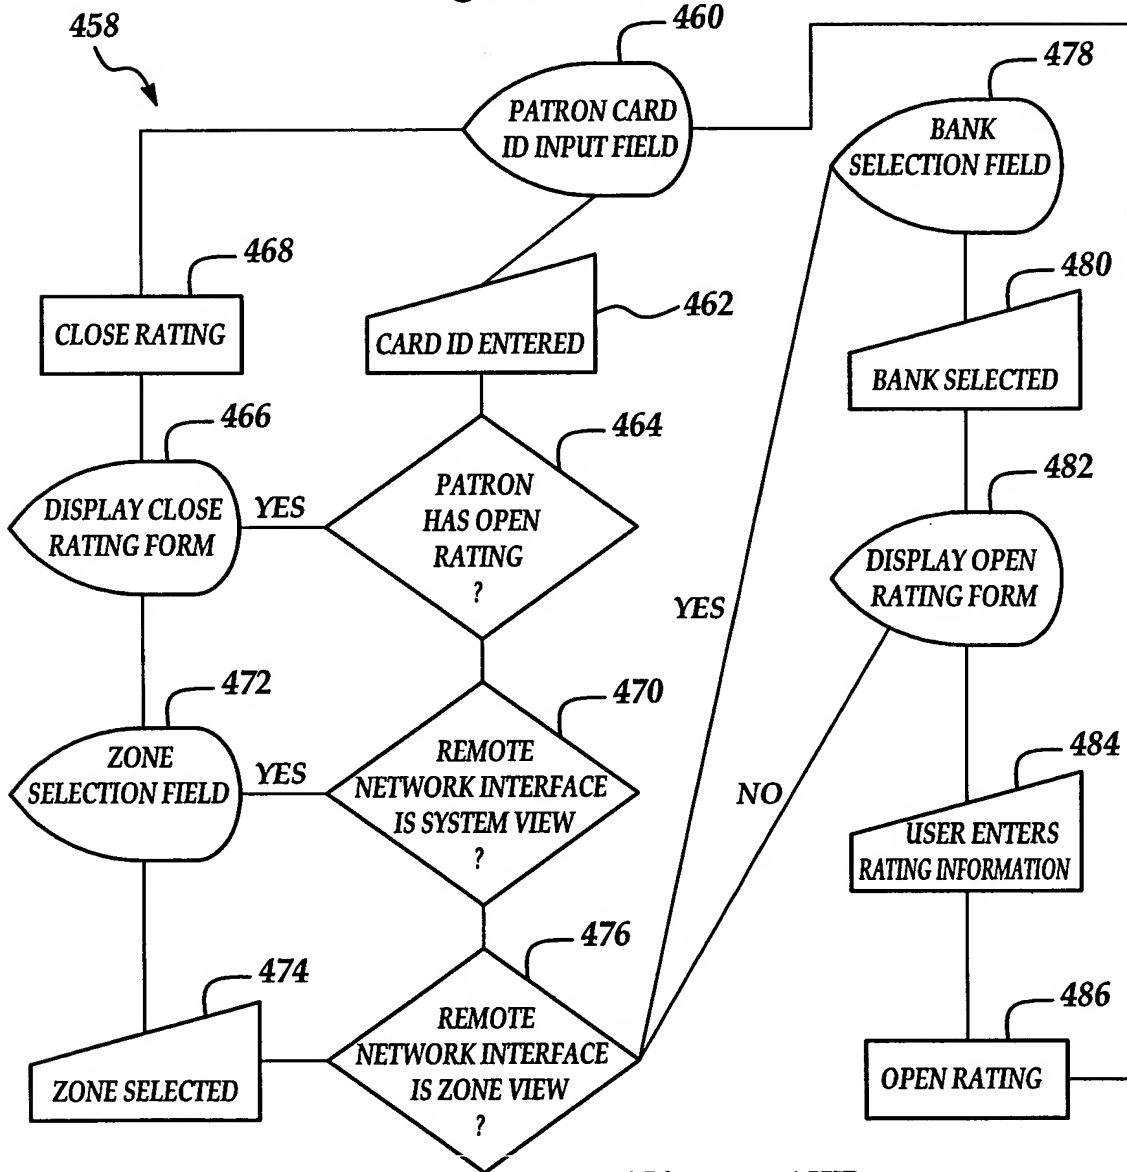 458
460
PATRON CARD
ID INPUT FIELD
478
BANK
SELECTION FIELD
468
CLOSE RATING
462
CARD ID ENTERED
480
BANK SELECTED
466
DISPLAY CLOSE
RATING FORM
YES
464
PATRON
HAS OPEN
RATING
?
482
DISPLAY OPEN
RATING FORM
YES
472
ZONE
SELECTION FIELD
YES
470
REMOTE
NETWORK INTERFACE
IS SYSTEM VIEW
?
NO
484
USER ENTERS
RATING INFORMATION
474
ZONE SELECTED
476
REMOTE
NETWORK INTERFACE
IS ZONE VIEW
?
486
OPEN RATING